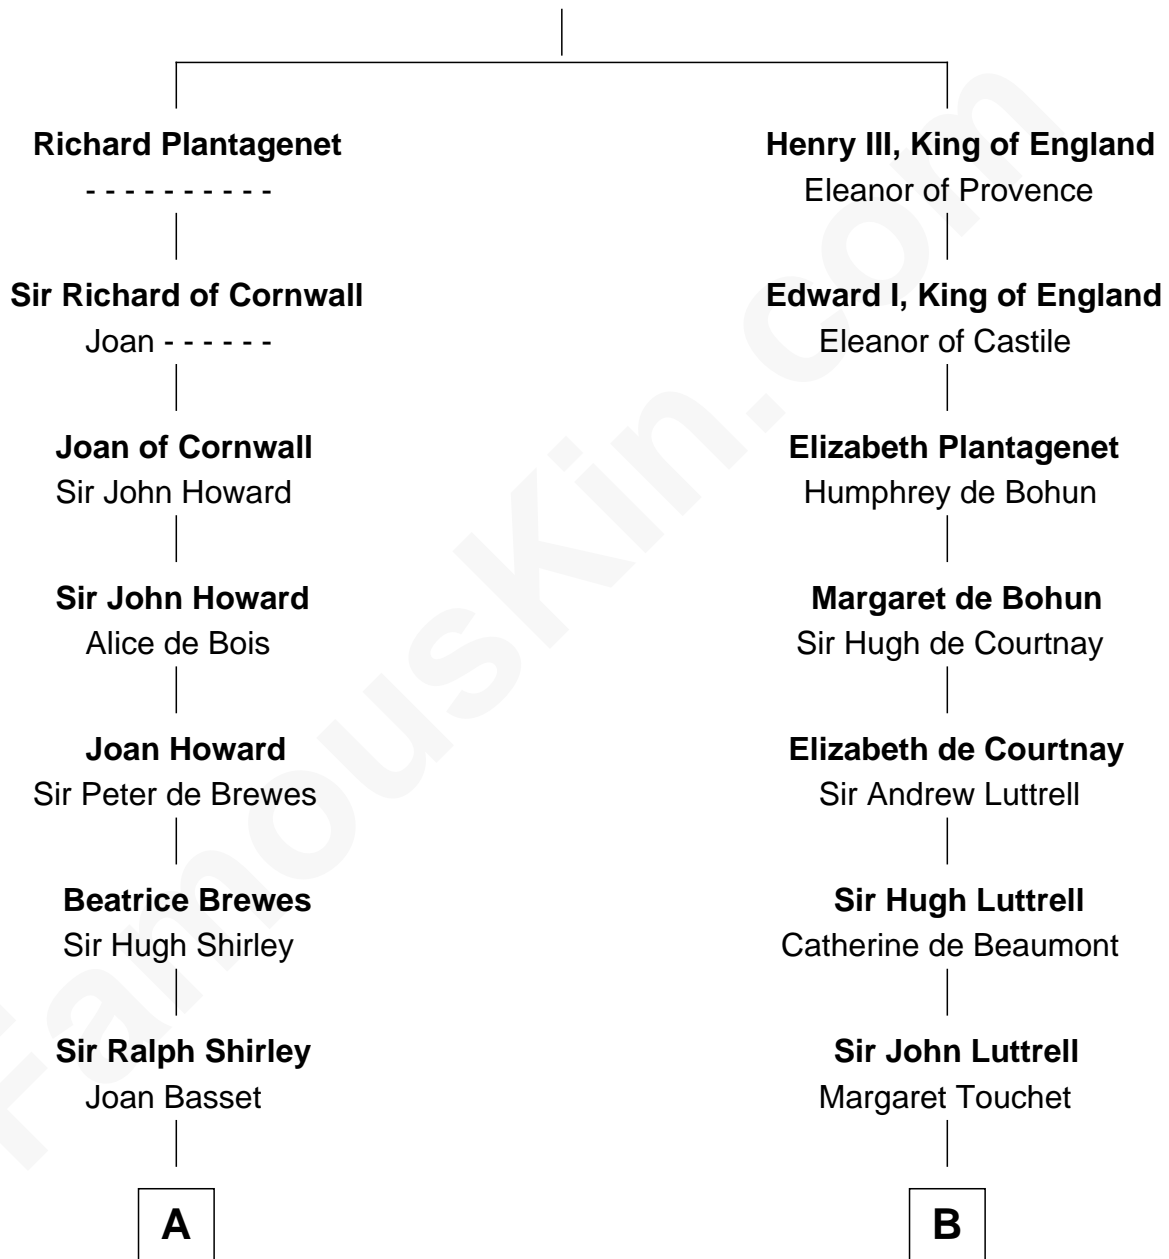 Richard Plantagenet
- - - - - - - - - -
Sir Richard of Cornwall
Joan - - - - - -
Joan of Cornwall
Sir John Howard
Sir John Howard
Alice de Bois
Joan Howard
Sir Peter de Brewes
Beatrice Brewes
Sir Hugh Shirley
Sir Ralph Shirley
Joan Basset
A
Henry III, King of England
Eleanor of Provence
Edward I, King of England
Eleanor of Castile
Elizabeth Plantagenet
Humphrey de Bohun
Margaret de Bohun
Sir Hugh de Courtnay
Elizabeth de Courtnay
Sir Andrew Luttrell
Sir Hugh Luttrell
Catherine de Beaumont
Sir John Luttrell
Margaret Touchet
B
FamousKin.com